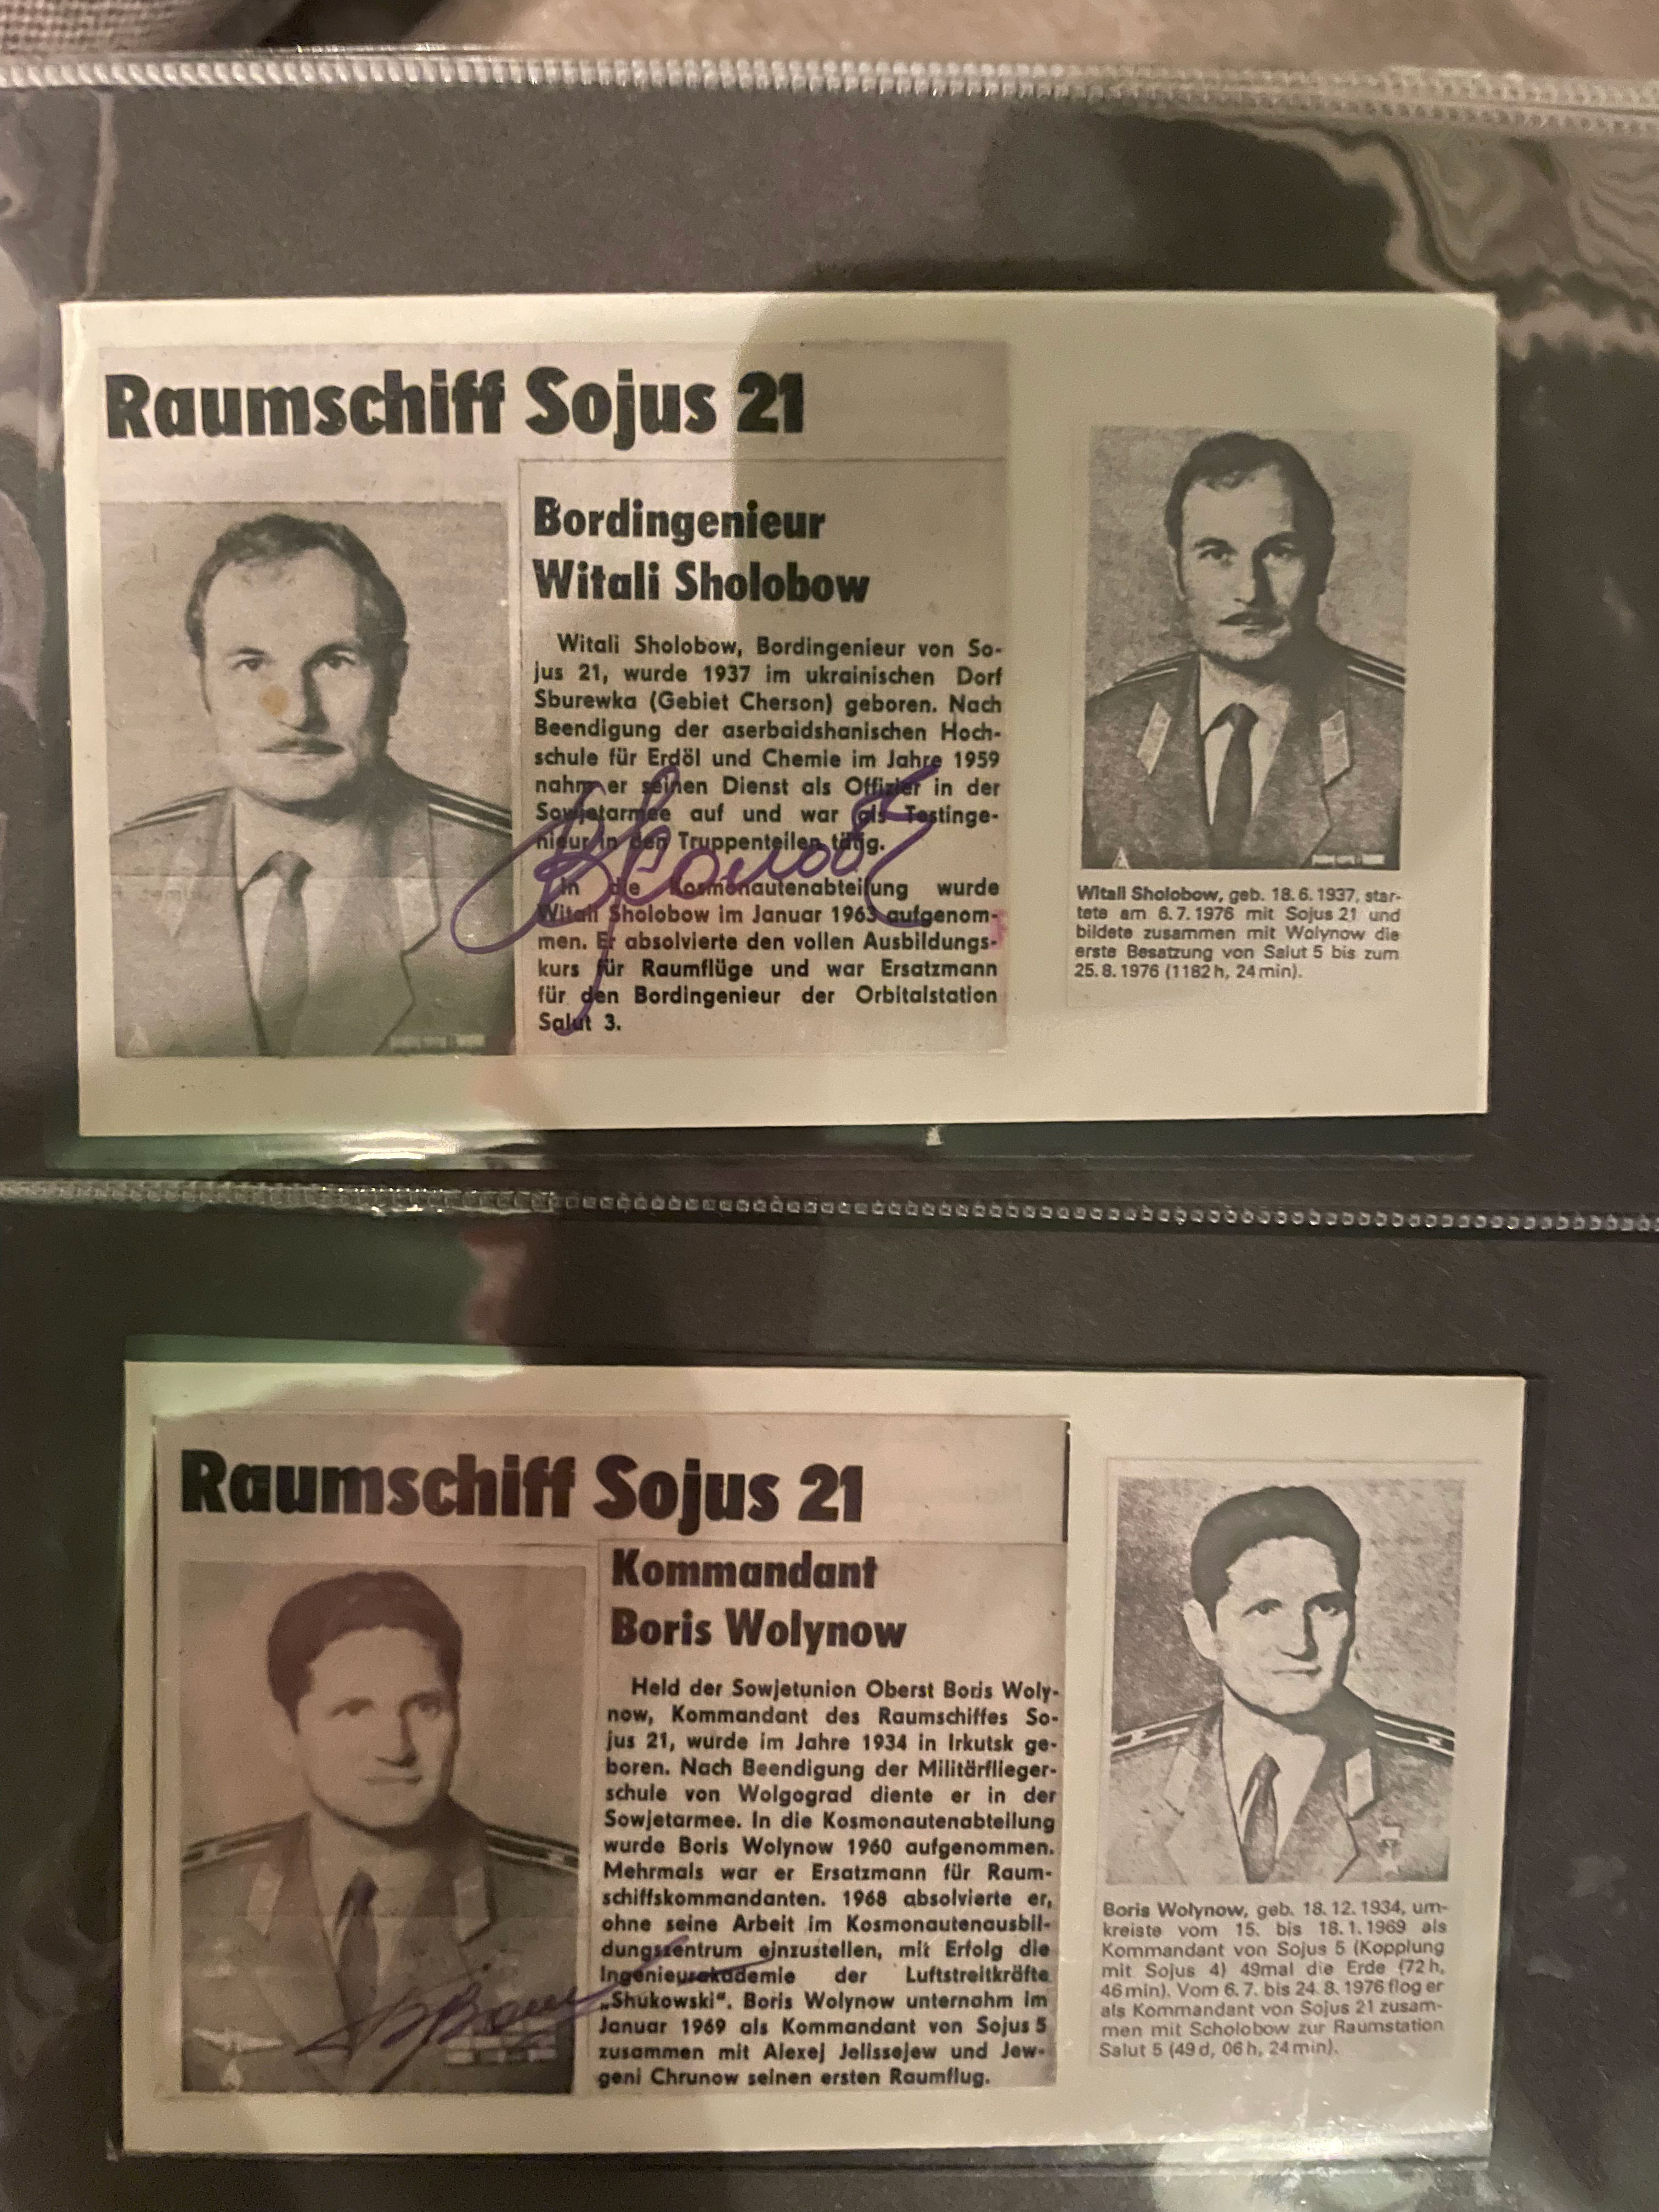 Raumschiff Sojus 21
Bordingenieur
Witali Sholobow
Witali Sholobow, Bordingenieur von So-
jus 21, wurde 1937 im ukrainischen Dorf
Sburewka (Gebiet Cherson) geboren. Nach
Beendigung der aserbaidshanischen Hoch-
schule für Erdöl und Chemie im Jahre 1959
nahm er seinen Dienst als Offizier in der
Sowjetarmee auf und war als Testinge-
nieur in den Truppenteilen tätig.
In die Kosmonautenabteilung wurde
Witali Sholobow im Januar 1963 aufgenom-
men. Er absolvierte den vollen Ausbildungs-
kurs für Raumflüge und war Ersatzmann
für den Bordingenieur der Orbitalstation
Salut 3.
Witali Sholobow, geb. 18.6.1937, star-
tete am 6.7.1976 mit Sojus 21 und
bildete zusammen mit Wolynow die
erste Besatzung von Salut 5 bis zum
25.8.1976 (1182 h, 24 min).
Raumschiff Sojus 21
Kommandant
Boris Wolynow
Held der Sowjetunion Oberst Boris Woly-
now, Kommandant des Raumschiffes So-
jus 21, wurde im Jahre 1934 in Irkutsk ge-
boren. Nach Beendigung der Militärflieger-
schule von Wolgograd diente er in der
Sowjetarmee. In die Kosmonautenabteilung
wurde Boris Wolynow 1960 aufgenommen.
Mehrmals war er Ersatzmann für Raum-
schiffskommandanten. 1968 absolvierte er,
ohne seine Arbeit im Kosmonautenausbil-
dungszentrum einzustellen, mit Erfolg die
Ingenieurakademie der Luftstreitkräfte
„Shukowski“. Boris Wolynow unternahm im
Januar 1969 als Kommandant von Sojus 5
zusammen mit Alexej Jelissejew und Jew-
geni Chrunow seinen ersten Raumflug.
Boris Wolynow, geb. 18.12.1934, um-
kreiste vom 15. bis 18.1.1969 als
Kommandant von Sojus 5 (Kopplung
mit Sojus 4) 49mal die Erde (72 h,
46 min). Vom 6.7. bis 24.8.1976 flog er
als Kommandant von Sojus 21 zusam-
men mit Scholobow zur Raumstation
Salut 5 (49 d, 06 h, 24 min).